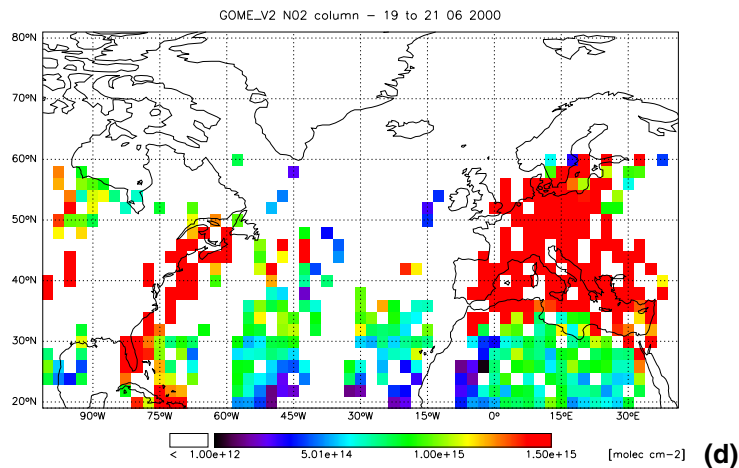 GOME_V2 NO2 column - 19 to 21 06 2000
80°N
70°N
60°N
50°N
40°N
30°N
20°N
90°W 75°W 60°W 45°W 30°W 15°W 0°E 15°E 30°E
< 1.00e+12 5.01e+14 1.00e+15 1.50e+15 [molec cm-2]
(d)